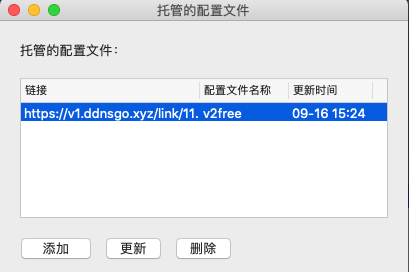 托管的配置文件
托管的配置文件：
链接 配置文件名称 更新时间
https://v1.ddnsgo.xyz/link/11. v2free 09-16 15:24
添加 更新 删除